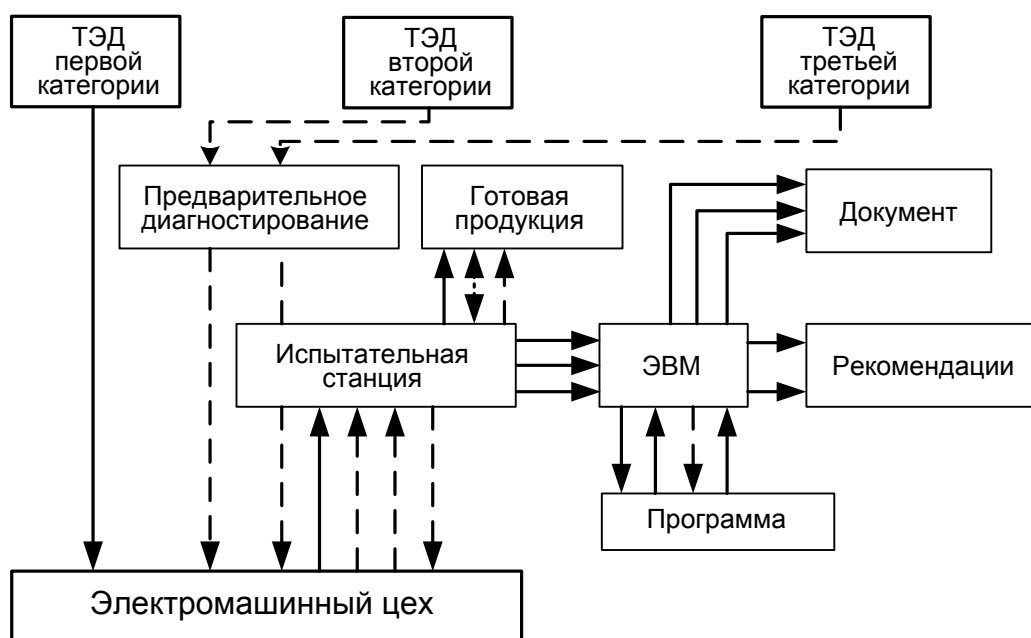 ТЭД
первой
категории
ТЭД
второй
категории
ТЭД
третьей
категории
Предварительное
диагностирование
Готовая
продукция
Документ
Испытательная
станция
ЭВМ
Рекомендации
Программа
Электромашинный цех